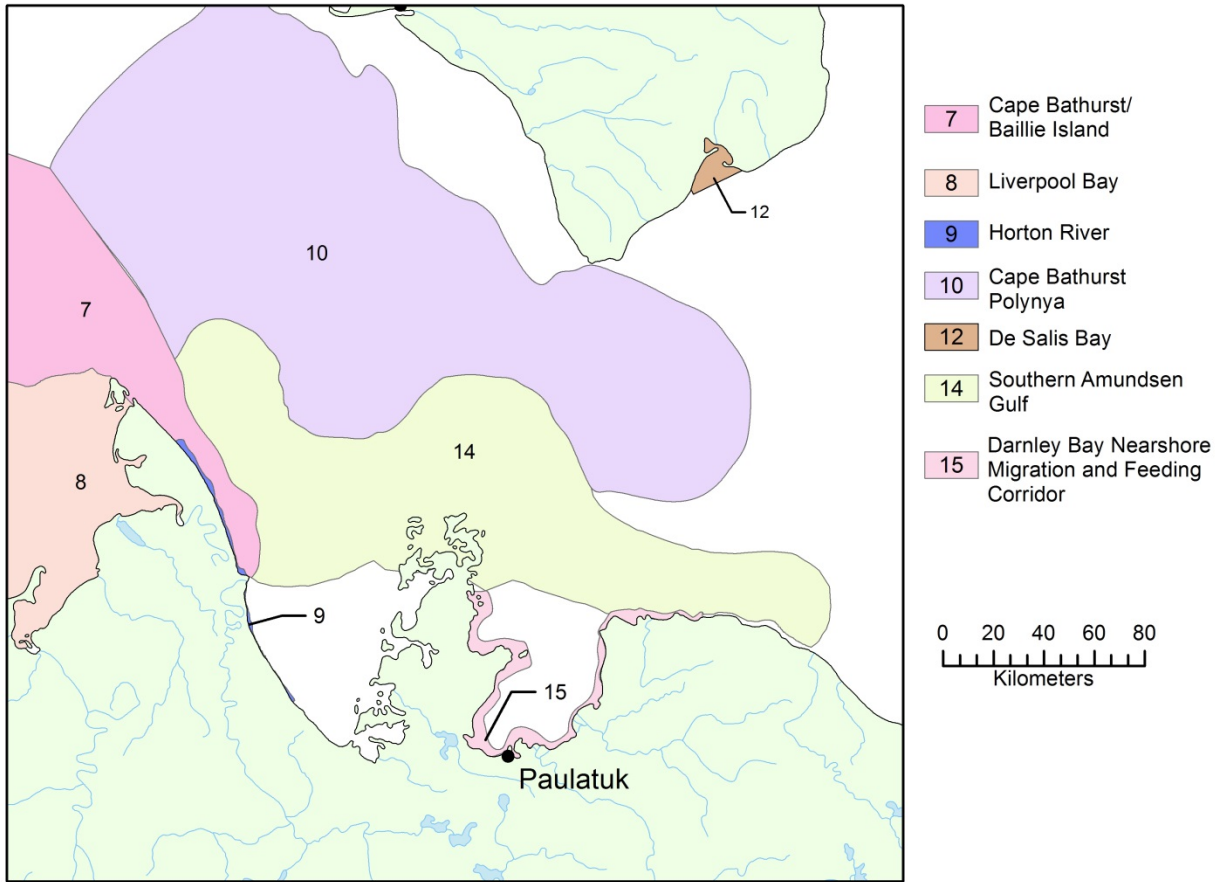 10
7
8
9
12
14
15
Paulatuk
7 Cape Bathurst/
Baillie Island
8 Liverpool Bay
9 Horton River
10 Cape Bathurst
Polynya
12 De Salis Bay
14 Southern Amundsen
Gulf
15 Darnley Bay Nearshore
Migration and Feeding
Corridor
0 20 40 60 80
Kilometers